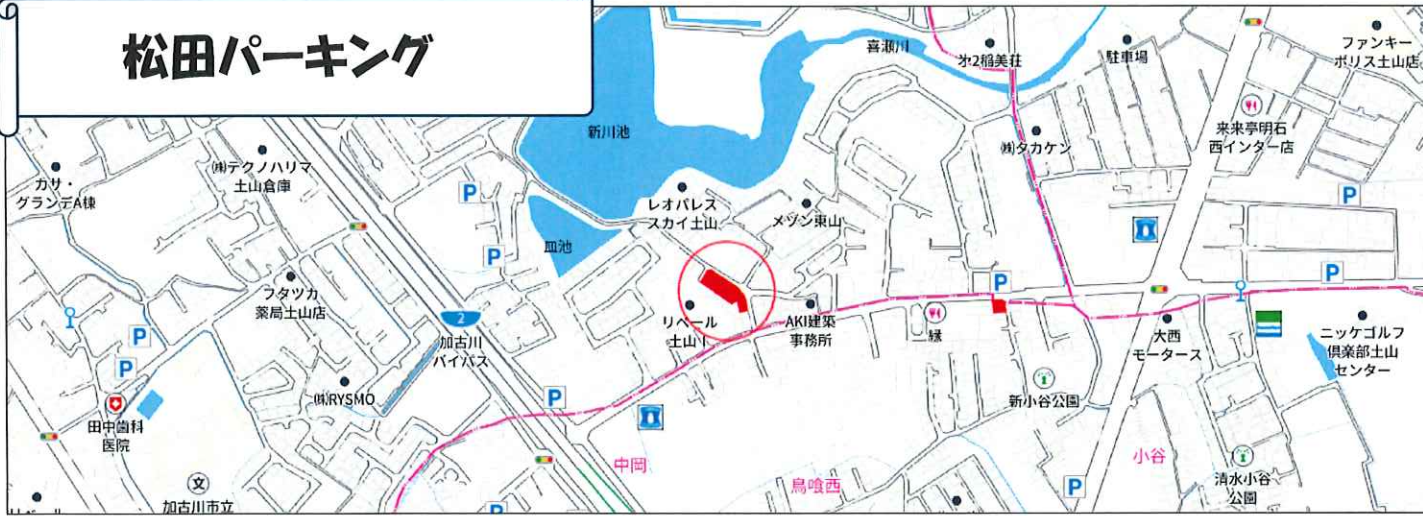 松田パーキング
喜瀬川
才2稲美荘
駐車場
ファンキー
ポリス土山店
新川池
㈱タカケン
来来亭明石
西インター店
㈱テクノハリマ
土山倉庫
カサ・
グランデA棟
P
P
レオパレス
スカイ土山
メゾン東山
皿池
P
P
P
フタツカ
薬局土山店
2
加古川
バイパス
リベール
土山Ⅰ
AKI建築
事務所
縁
大西
モータース
ニッケゴルフ
倶楽部土山
センター
P
P
㈱RYSMO
P
新小谷公園
田中歯科
医院
中岡
小谷
文
加古川市立
鳥喰西
清水小谷
公園
P
P